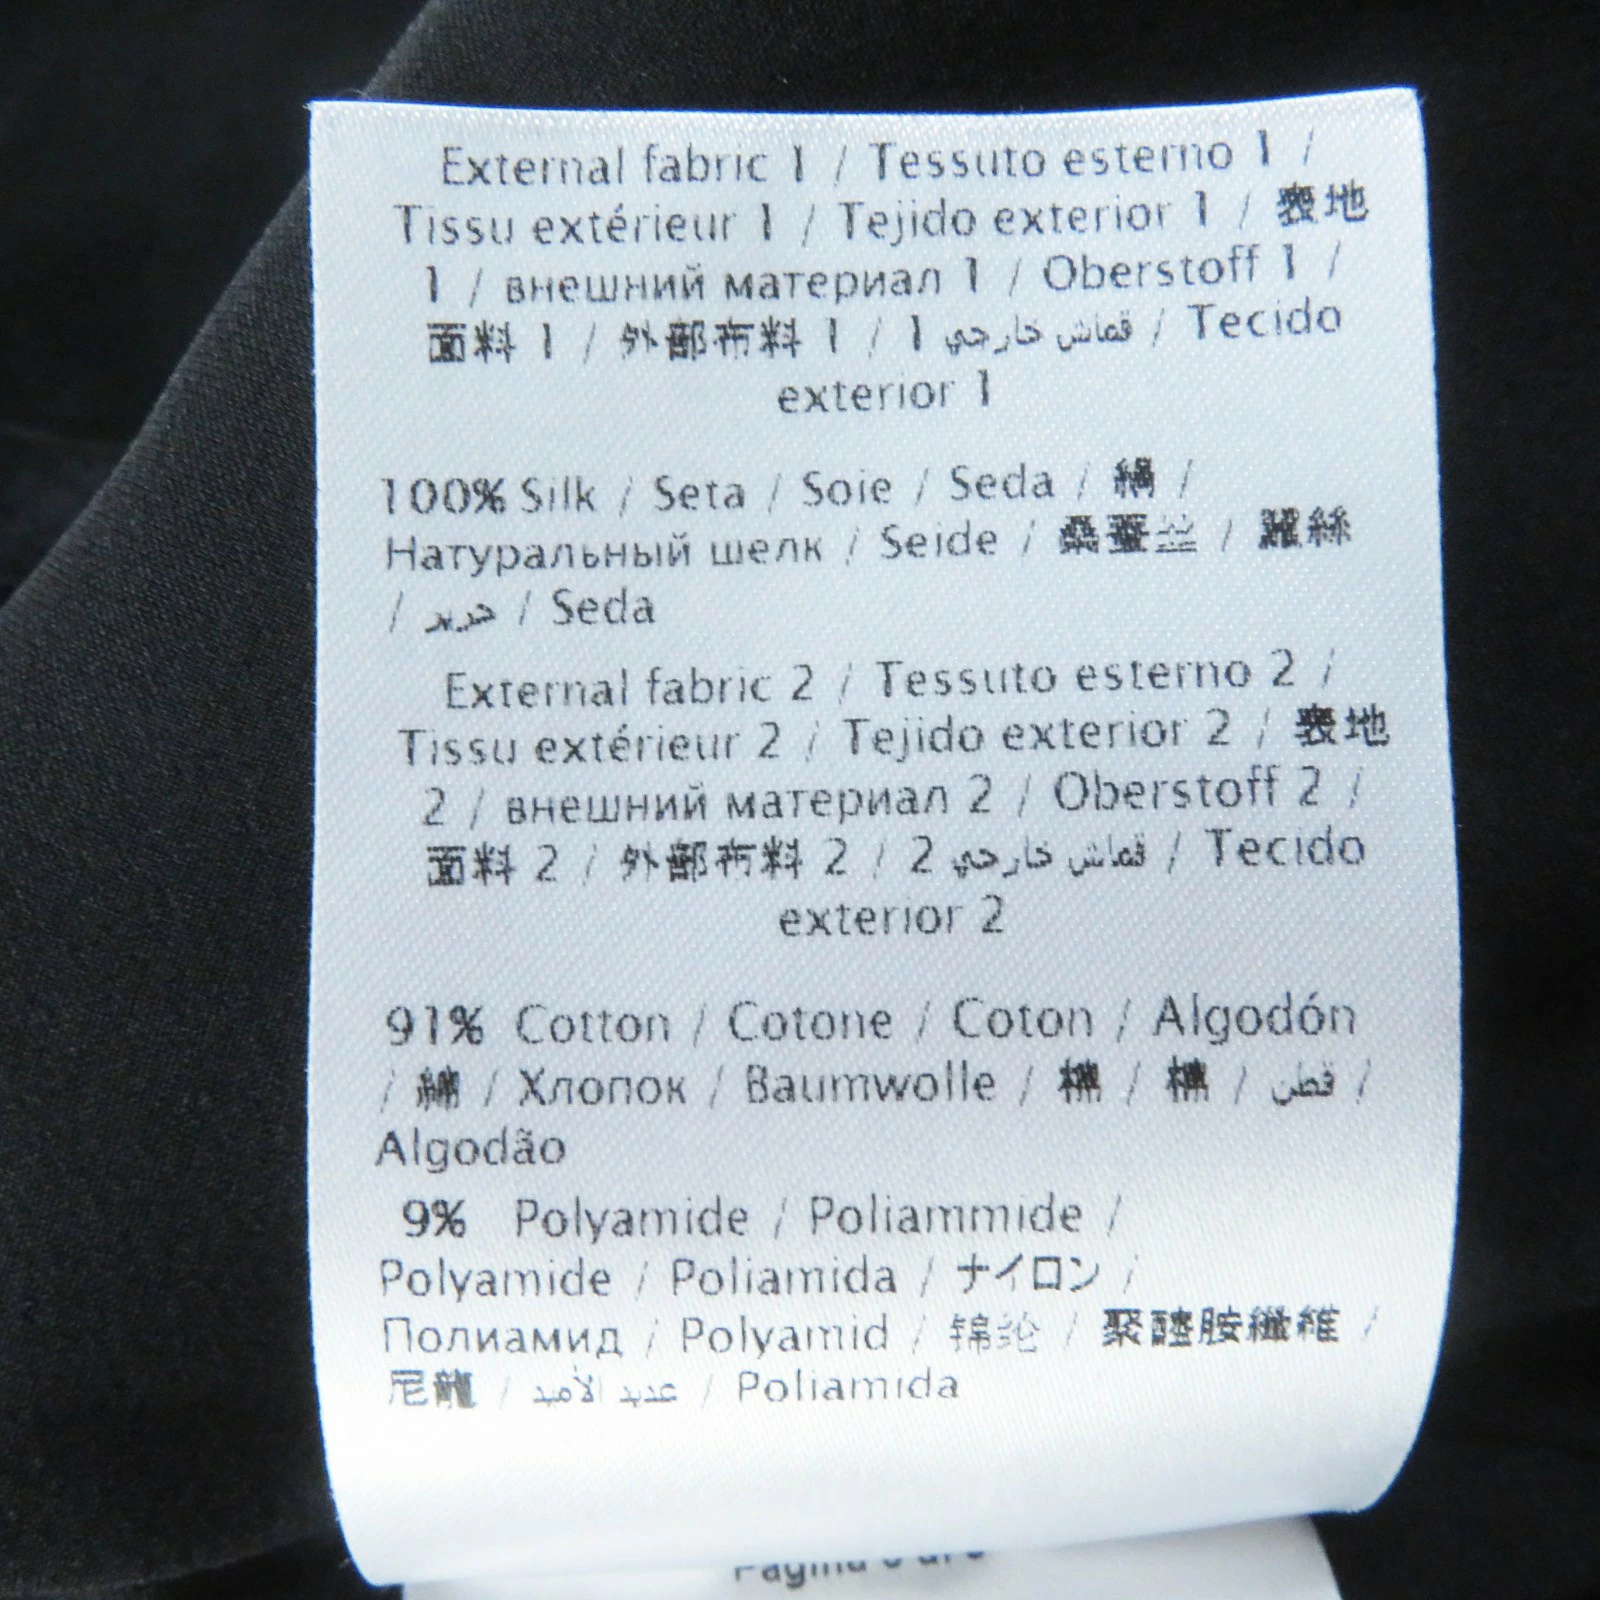 External fabric 1 / Tessuto esterno 1 /
Tissu extérieur 1 / Tejido exterior 1 / 表地
1 / внешний материал 1 / Oberstoff 1 /
面料 1 / 外部布料 1 / قماش خارجي 1 / Tecido
exterior 1
100% Silk / Seta / Soie / Seda / 絹 /
Натуральный шелк / Seide / 桑蚕丝 / 蠶絲
/ حرير / Seda
External fabric 2 / Tessuto esterno 2 /
Tissu extérieur 2 / Tejido exterior 2 / 表地
2 / внешний материал 2 / Oberstoff 2 /
面料 2 / 外部布料 2 / قماش خارجي 2 / Tecido
exterior 2
91% Cotton / Cotone / Coton / Algodón
/ 綿 / Хлопок / Baumwolle / 棉 / 棉 / قطن /
Algodão
9% Polyamide / Poliammide /
Polyamide / Poliamida / ナイロン /
Полиамид / Polyamid / 锦纶 / 聚醯胺纖維 /
尼龍 / عديد الأميد / Poliamida
Pagina